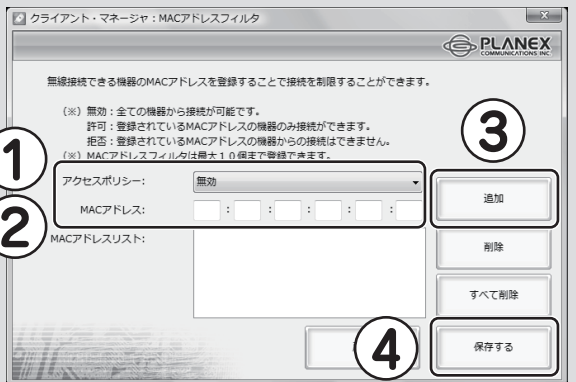 クライアント・マネージャ：MACアドレスフィルタ
PLANEX
COMMUNICATIONS INC.
無線接続できる機器のMACアドレスを登録することで接続を制限することができます。
（※）無効：全ての機器から接続が可能です。
許可：登録されているMACアドレスの機器のみ接続ができます。
拒否：登録されているMACアドレスの機器からの接続はできません。
（※）MACアドレスフィルタは最大１０個まで登録できます。
1
アクセスポリシー： 無効
3
追加
2
MACアドレス： : : : : :
MACアドレスリスト：
削除
すべて削除
4
保存する